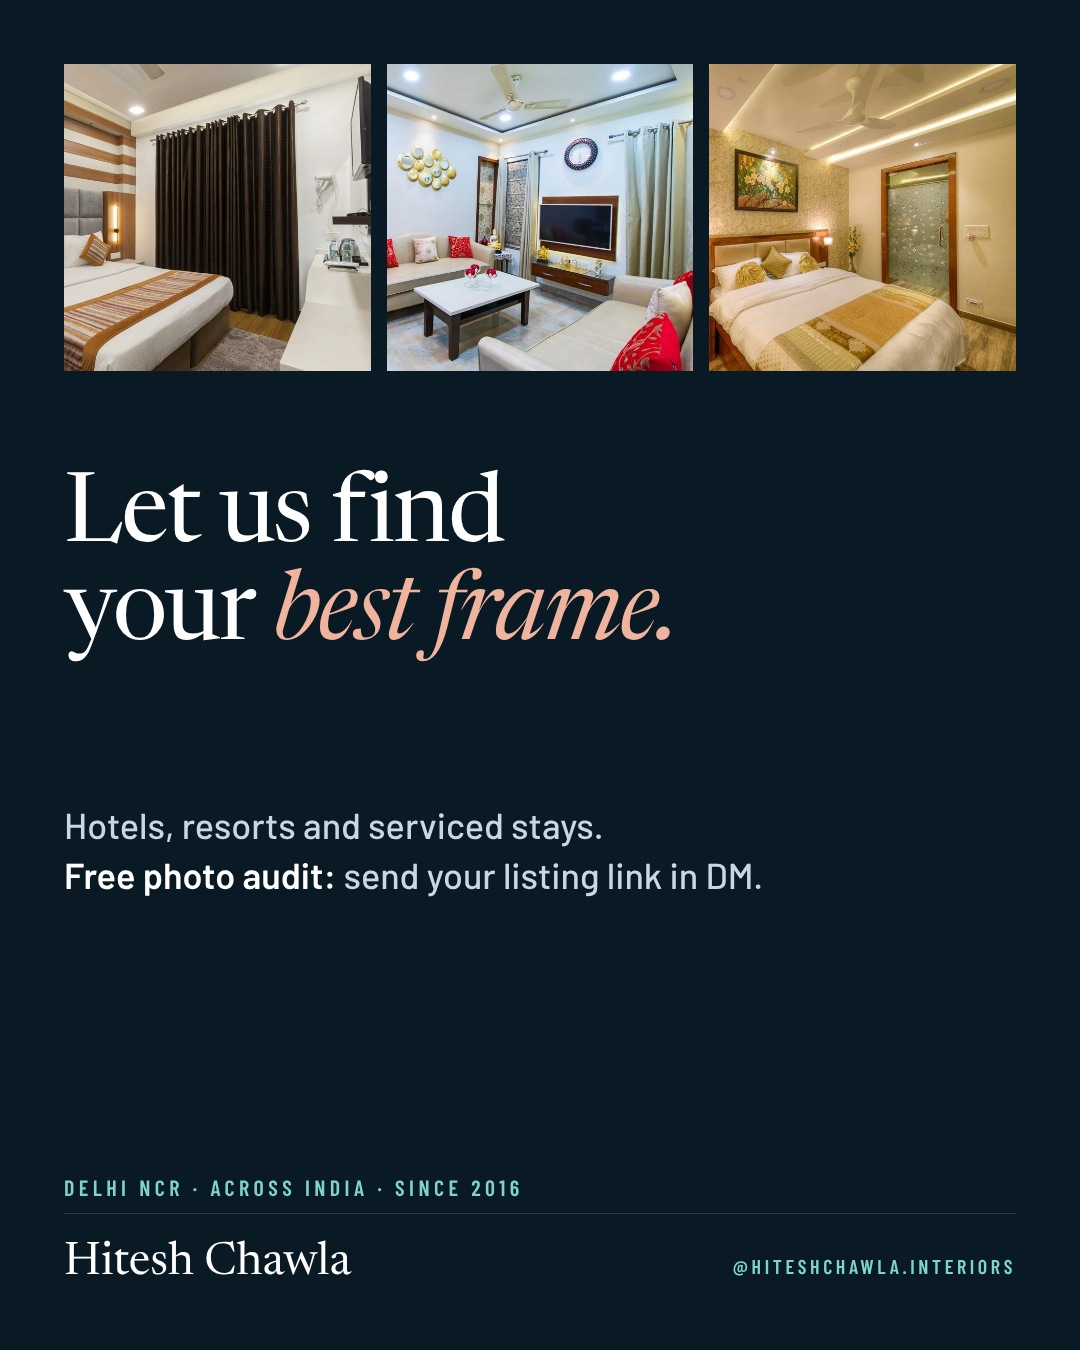 Let us find
your best frame.
Hotels, resorts and serviced stays.
Free photo audit: send your listing link in DM.
DELHI NCR · ACROSS INDIA · SINCE 2016
Hitesh Chawla
@HITESHCHAWLA.INTERIORS